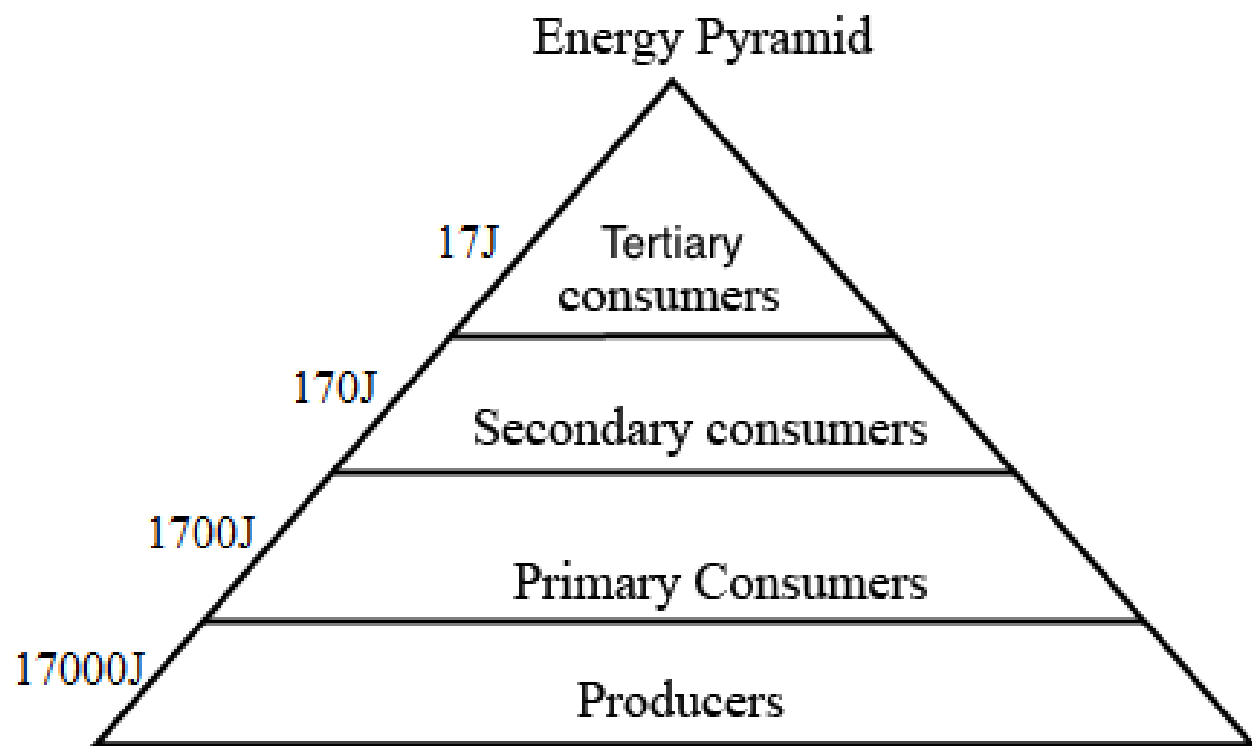 Energy Pyramid
17J
Tertiary
consumers
170J
Secondary consumers
1700J
Primary Consumers
17000J
Producers